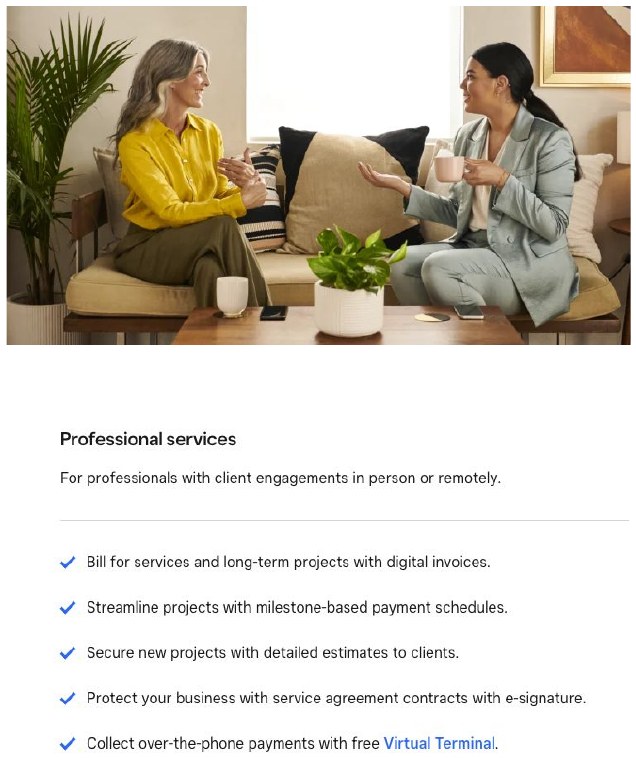 Professional services
For professionals with client engagements in person or remotely.
Bill for services and long-term projects with digital invoices.
Streamline projects with milestone-based payment schedules.
Secure new projects with detailed estimates to clients.
Protect your business with service agreement contracts with e-signature.
Collect over-the-phone payments with free Virtual Terminal.